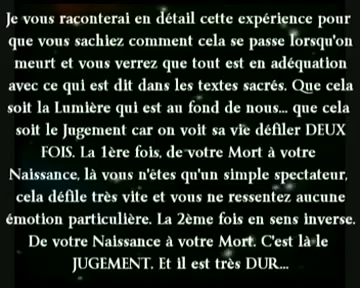 Je vous raconterai en détail cette expérience pour
que vous sachiez comment cela se passe lorsqu'on
meurt et vous verrez que tout est en adéquation
avec ce qui est dit dans les textes sacrés. Que cela
soit la Lumière qui est au fond de nous... que cela
soit le Jugement car on voit sa vie défiler DEUX
FOIS. La 1ère fois, de votre Mort à votre
Naissance, là vous n'êtes qu'un simple spectateur,
cela défile très vite et vous ne ressentez aucune
émotion particulière. La 2ème fois en sens inverse.
De votre Naissance à votre Mort. C'est là le
JUGEMENT. Et il est très DUR...